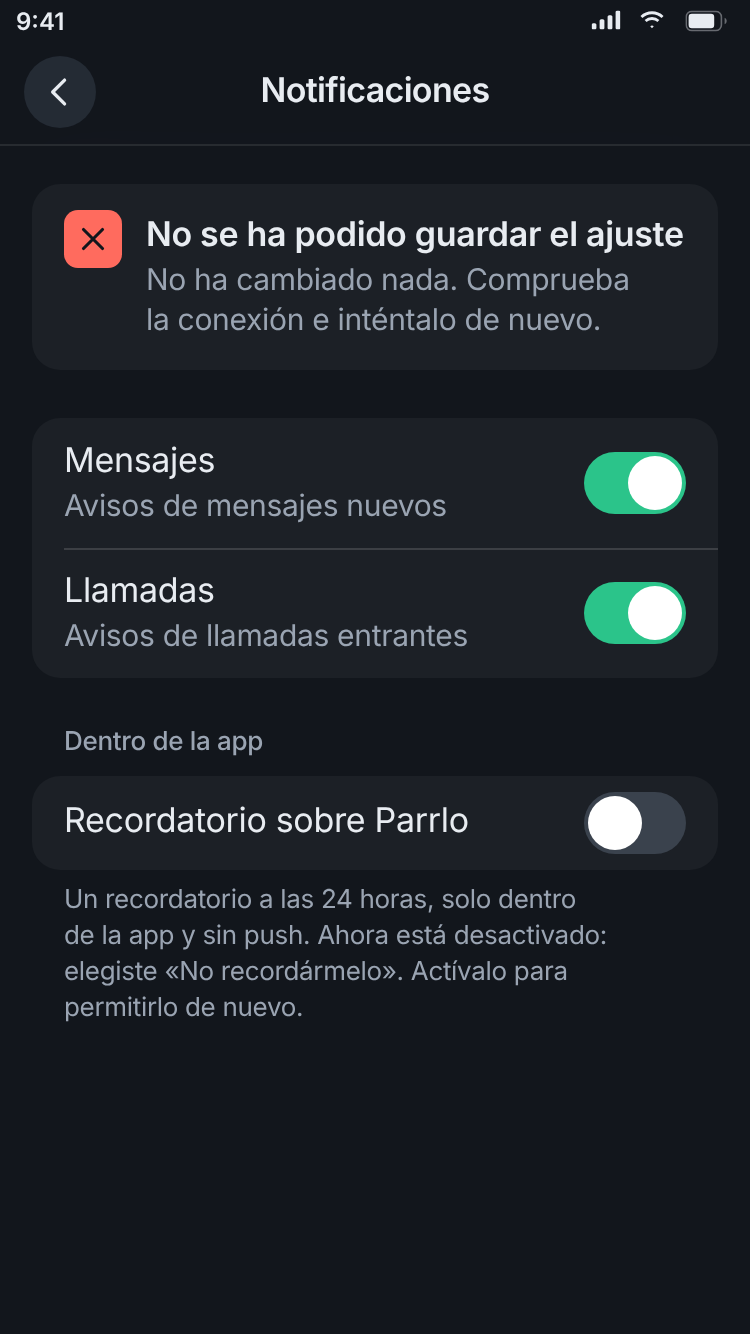 9:41
Notificaciones
No se ha podido guardar el ajuste
No ha cambiado nada. Comprueba
la conexión e inténtalo de nuevo.
Mensajes
Avisos de mensajes nuevos
Llamadas
Avisos de llamadas entrantes
Dentro de la app
Recordatorio sobre Parrlo
Un recordatorio a las 24 horas, solo dentro
de la app y sin push. Ahora está desactivado:
elegiste «No recordármelo». Actívalo para
permitirlo de nuevo.